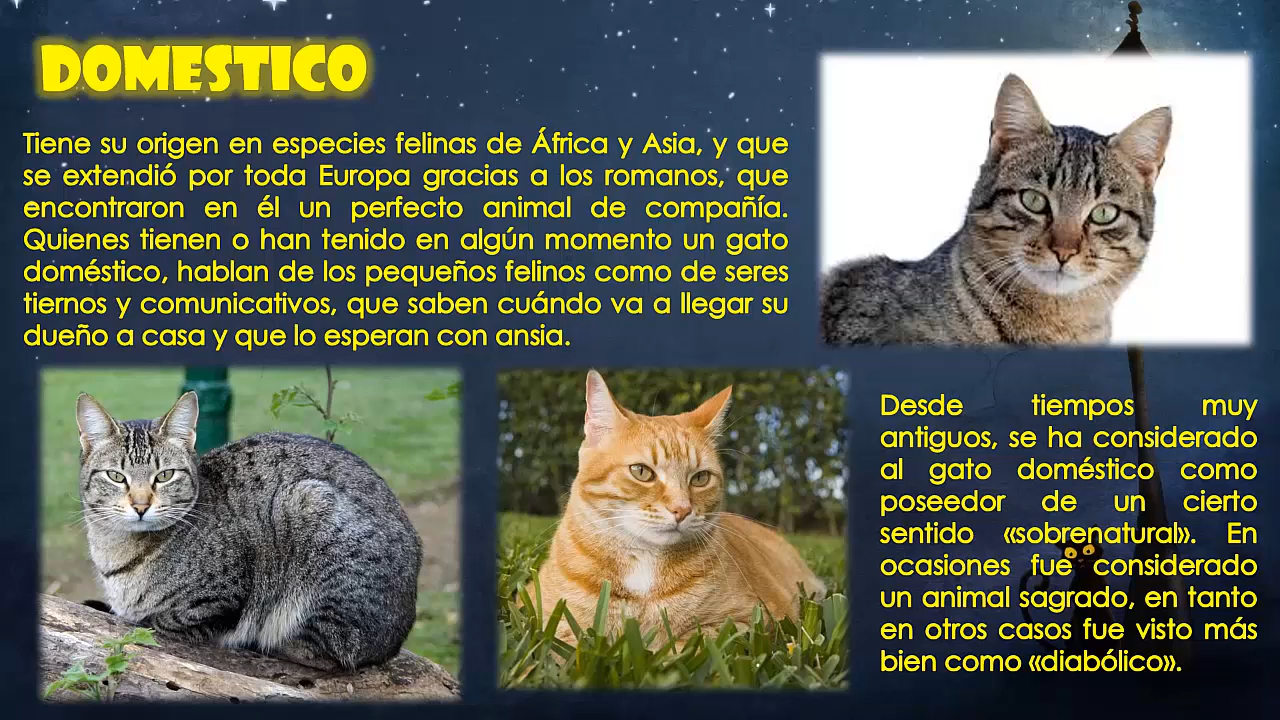 DOMESTICO
Tiene su origen en especies felinas de África y Asia, y que
se extendió por toda Europa gracias a los romanos, que
encontraron en él un perfecto animal de compañía.
Quienes tienen o han tenido en algún momento un gato
doméstico, hablan de los pequeños felinos como de seres
tiernos y comunicativos, que saben cuándo va a llegar su
dueño a casa y que lo esperan con ansia.
Desde tiempos muy
antiguos, se ha considerado
al gato doméstico como
poseedor de un cierto
sentido «sobrenatural». En
ocasiones fue considerado
un animal sagrado, en tanto
en otros casos fue visto más
bien como «diabólico».